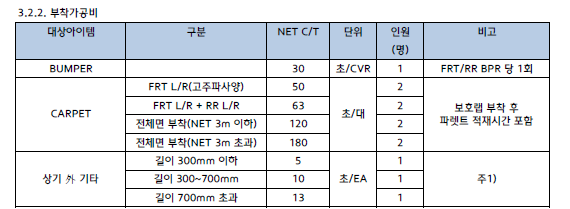 3.2.2. 부착가공비
대상아이템 구분 NET C/T 단위 인원 (명) 비고
BUMPER 30 초/CVR 1 FRT/RR BPR 당 1회
CARPET FRT L/R(고주파사양) 50 초/대 2 보호랩 부착 후 파렛트 적재시간 포함
FRT L/R + RR L/R 63 2
전체면 부착(NET 3m 이하) 120 2
전체면 부착(NET 3m 초과) 180 2
상기 外 기타 길이 300mm 이하 5 초/EA 1 주1)
길이 300~700mm 10 1
길이 700mm 초과 13 1